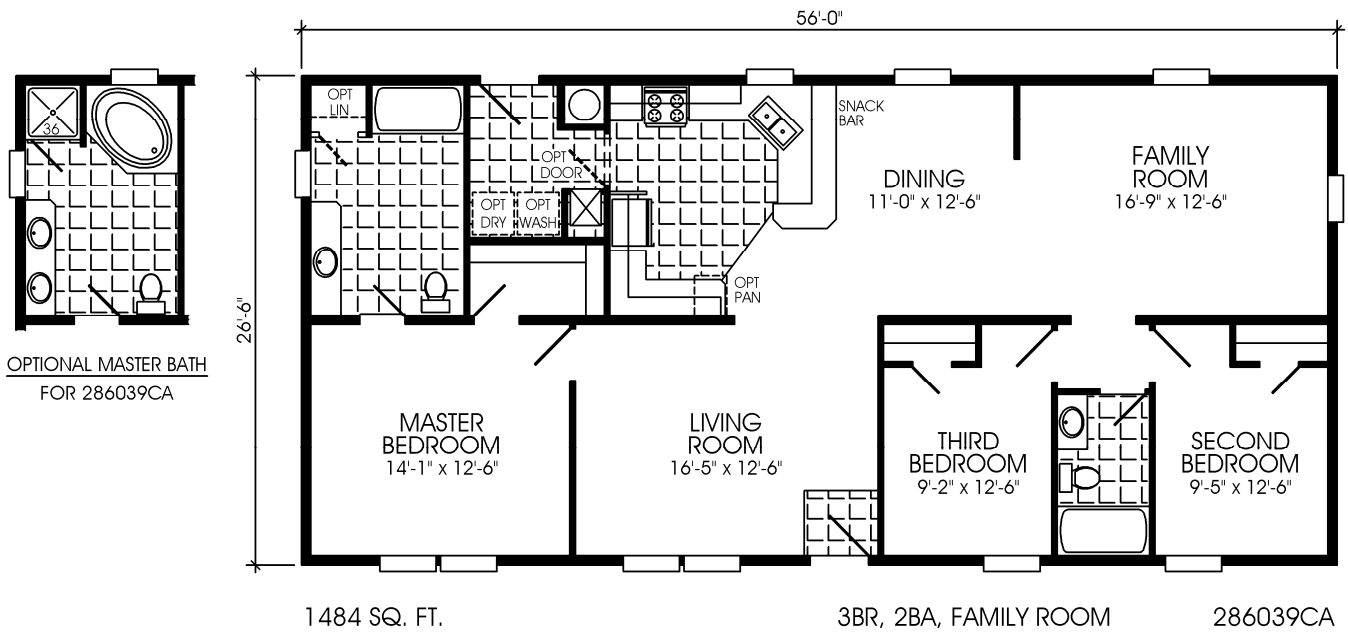 56'-0"
36
OPT
LIN
OPT
DOOR
OPT
DRY
OPT
WASH
SNACK
BAR
DINING
11'-0" x 12'-6"
FAMILY
ROOM
16'-9" x 12'-6"
OPT
PAN
26'-6"
OPTIONAL MASTER BATH
FOR 286039CA
MASTER
BEDROOM
14'-1" x 12'-6"
LIVING
ROOM
16'-5" x 12'-6"
THIRD
BEDROOM
9'-2" x 12'-6"
SECOND
BEDROOM
9'-5" x 12'-6"
1484 SQ. FT.
3BR, 2BA, FAMILY ROOM
286039CA